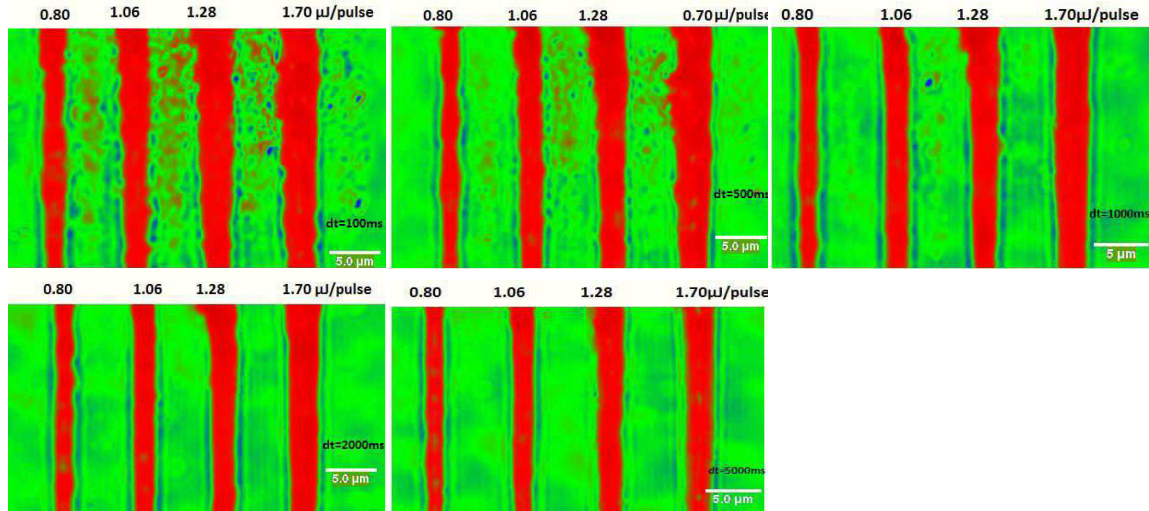 0.80 1.06 1.28 1.70 µJ/pulse
dt=100ms
5.0 µm
0.80 1.06 1.28 0.70 µJ/pulse
dt=500ms
5.0 µm
0.80 1.06 1.28 1.70µJ/pulse
dt=1000ms
5 µm
0.80 1.06 1.28 1.70 µJ/pulse
dt=2000ms
5.0 µm
0.80 1.06 1.28 1.70µJ/pulse
dt=5000ms
5.0 µm